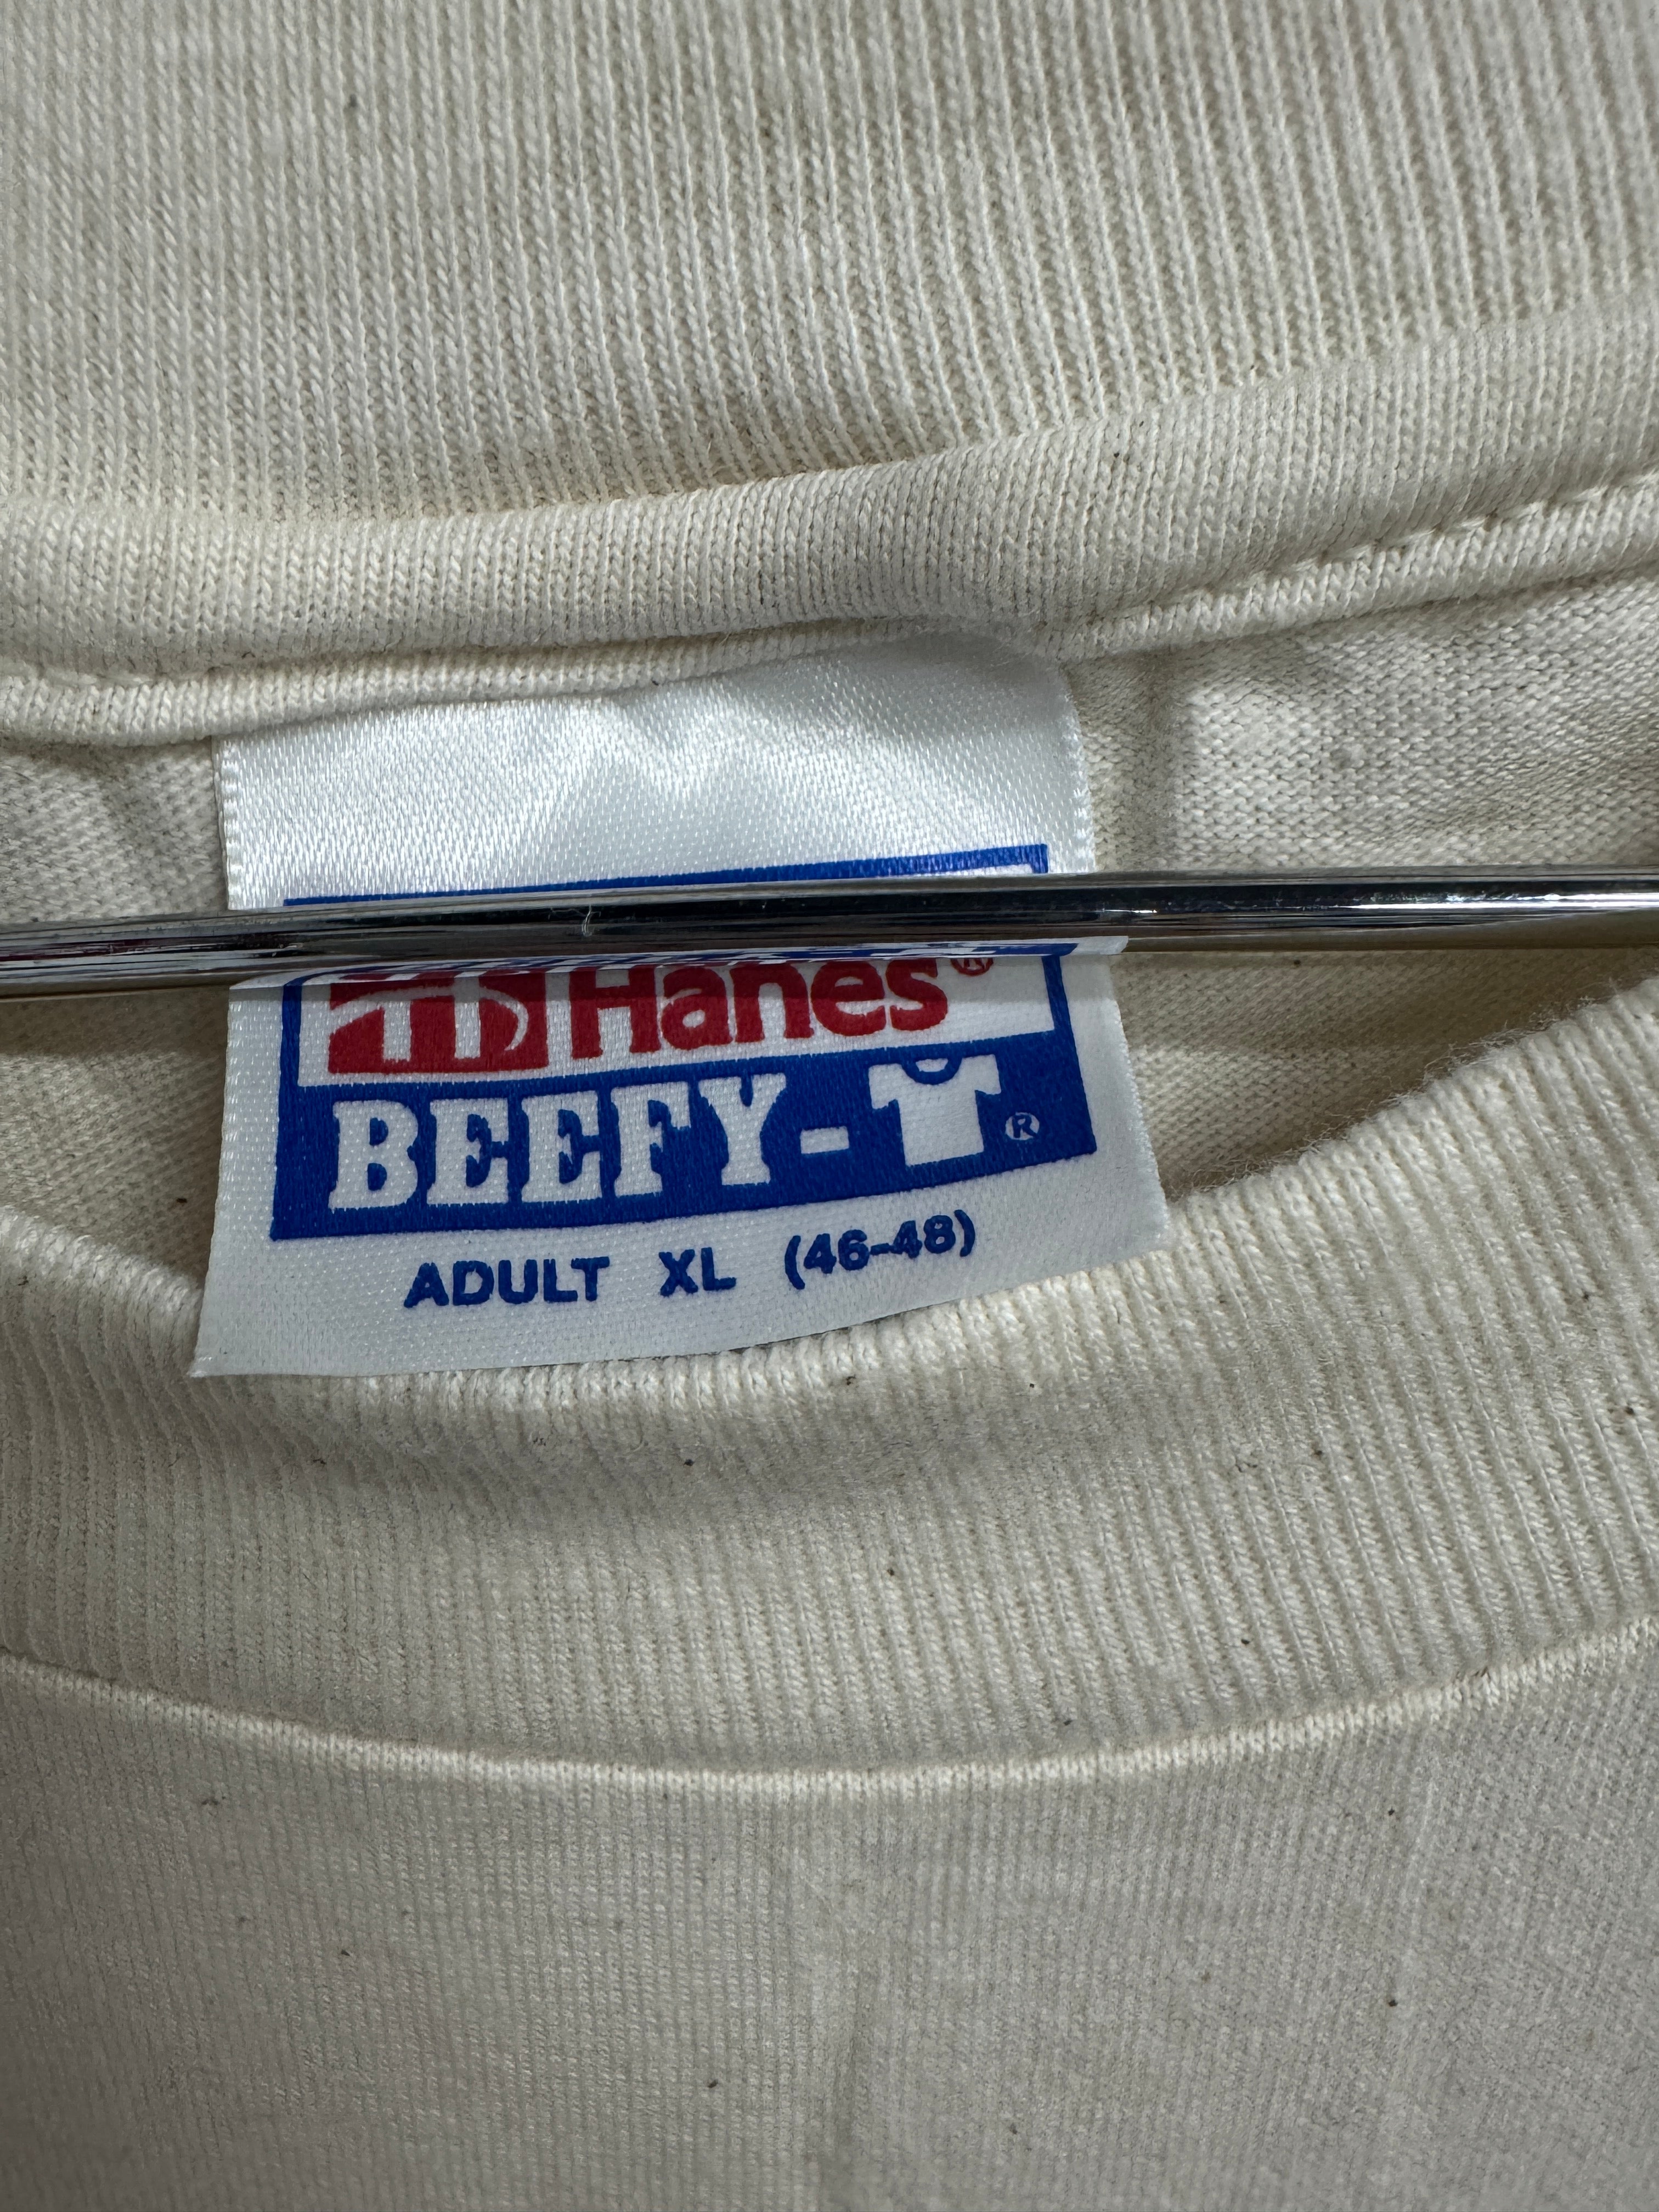 Hanes®
BEEFY-T®
ADULT XL (46-48)